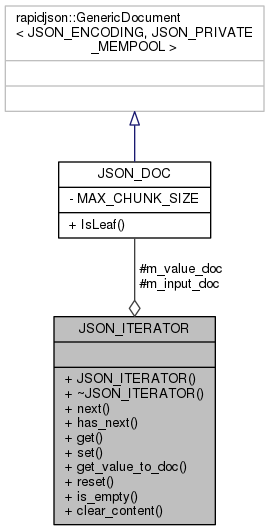 rapidjson::GenericDocument
< JSON_ENCODING, JSON_PRIVATE
_MEMPOOL >
JSON_DOC
- MAX_CHUNK_SIZE
+ IsLeaf()
#m_value_doc
#m_input_doc
JSON_ITERATOR
+ JSON_ITERATOR()
+ ~JSON_ITERATOR()
+ next()
+ has_next()
+ get()
+ set()
+ get_value_to_doc()
+ reset()
+ is_empty()
+ clear_content()